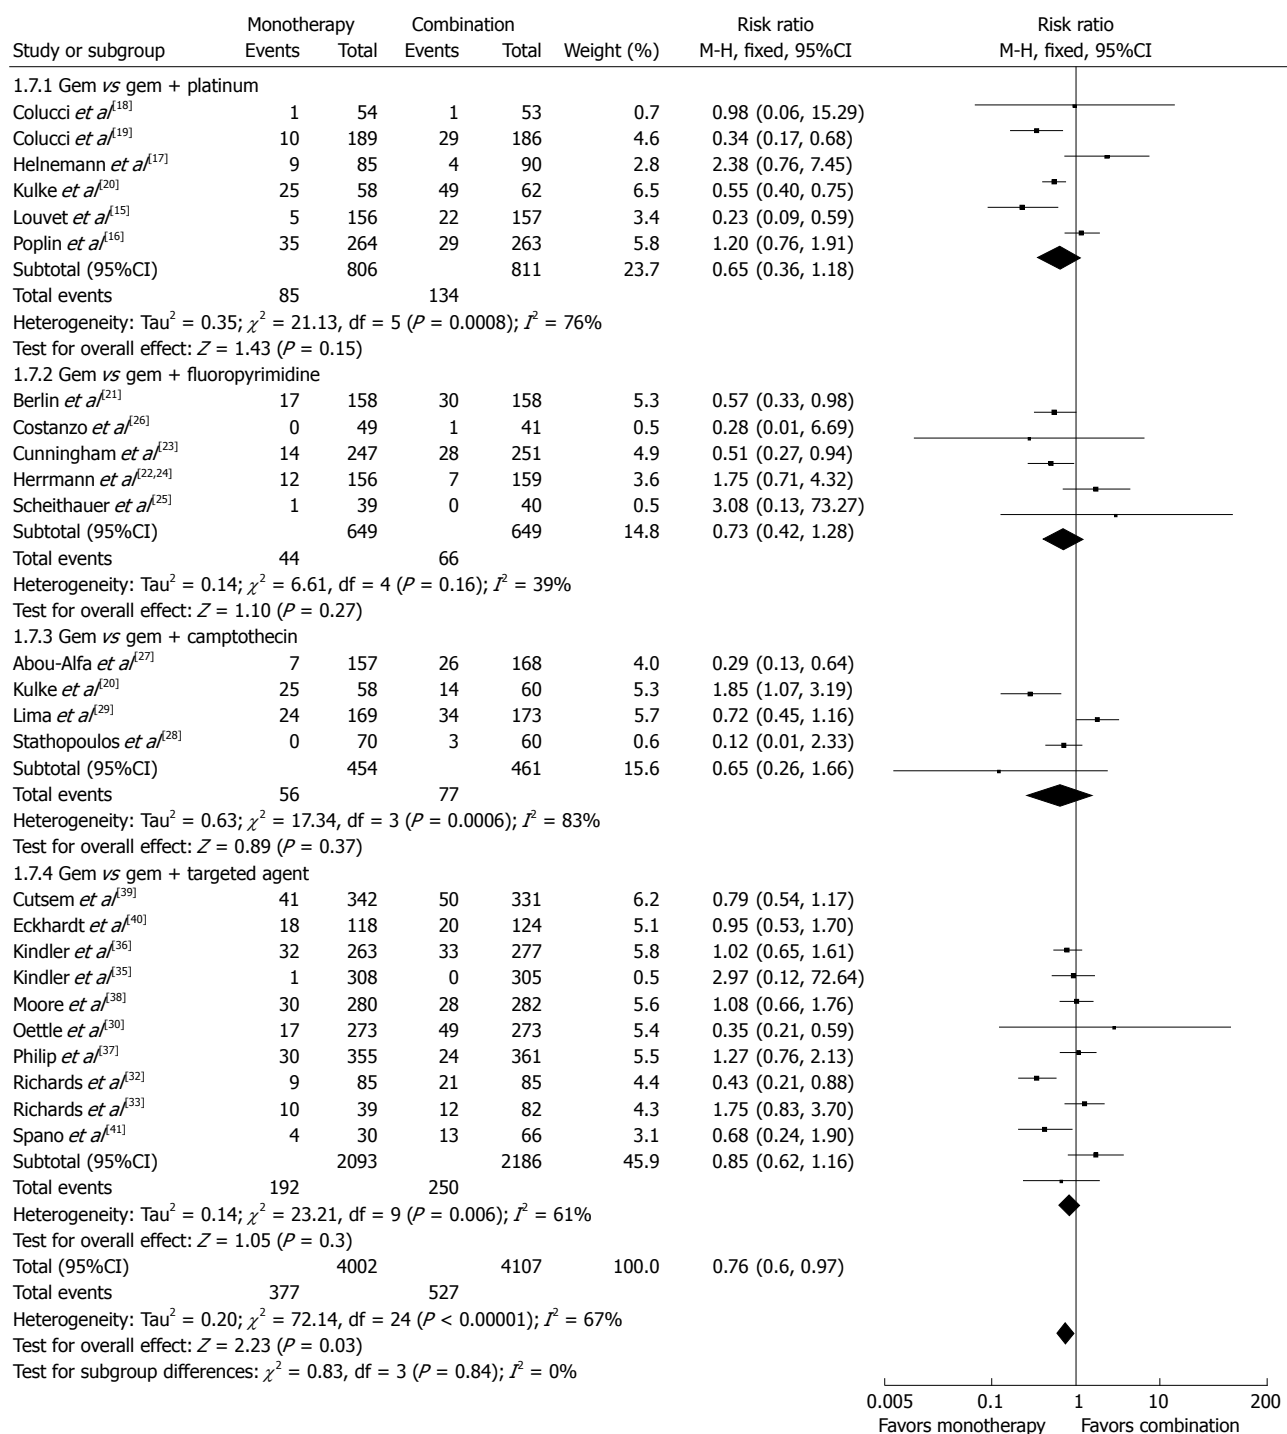 Monotherapy Combination Risk ratio Risk ratio
Study or subgroup Events Total Events Total Weight (%) M-H, fixed, 95%CI M-H, fixed, 95%CI
1.7.1 Gem vs gem + platinum
Colucci et al[18] 1 54 1 53 0.7 0.98 (0.06, 15.29)
Colucci et al[19] 10 189 29 186 4.6 0.34 (0.17, 0.68)
Helnemann et al[17] 9 85 4 90 2.8 2.38 (0.76, 7.45)
Kulke et al[20] 25 58 49 62 6.5 0.55 (0.40, 0.75)
Louvet et al[15] 5 156 22 157 3.4 0.23 (0.09, 0.59)
Poplin et al[16] 35 264 29 263 5.8 1.20 (0.76, 1.91)
Subtotal (95%CI) 806 811 23.7 0.65 (0.36, 1.18)
Total events 85 134
Heterogeneity: Tau² = 0.35; χ² = 21.13, df = 5 (P = 0.0008); I² = 76%
Test for overall effect: Z = 1.43 (P = 0.15)
1.7.2 Gem vs gem + fluoropyrimidine
Berlin et al[21] 17 158 30 158 5.3 0.57 (0.33, 0.98)
Costanzo et al[26] 0 49 1 41 0.5 0.28 (0.01, 6.69)
Cunningham et al[23] 14 247 28 251 4.9 0.51 (0.27, 0.94)
Herrmann et al[22,24] 12 156 7 159 3.6 1.75 (0.71, 4.32)
Scheithauer et al[25] 1 39 0 40 0.5 3.08 (0.13, 73.27)
Subtotal (95%CI) 649 649 14.8 0.73 (0.42, 1.28)
Total events 44 66
Heterogeneity: Tau² = 0.14; χ² = 6.61, df = 4 (P = 0.16); I² = 39%
Test for overall effect: Z = 1.10 (P = 0.27)
1.7.3 Gem vs gem + camptothecin
Abou-Alfa et al[27] 7 157 26 168 4.0 0.29 (0.13, 0.64)
Kulke et al[20] 25 58 14 60 5.3 1.85 (1.07, 3.19)
Lima et al[29] 24 169 34 173 5.7 0.72 (0.45, 1.16)
Stathopoulos et al[28] 0 70 3 60 0.6 0.12 (0.01, 2.33)
Subtotal (95%CI) 454 461 15.6 0.65 (0.26, 1.66)
Total events 56 77
Heterogeneity: Tau² = 0.63; χ² = 17.34, df = 3 (P = 0.0006); I² = 83%
Test for overall effect: Z = 0.89 (P = 0.37)
1.7.4 Gem vs gem + targeted agent
Cutsem et al[39] 41 342 50 331 6.2 0.79 (0.54, 1.17)
Eckhardt et al[40] 18 118 20 124 5.1 0.95 (0.53, 1.70)
Kindler et al[36] 32 263 33 277 5.8 1.02 (0.65, 1.61)
Kindler et al[35] 1 308 0 305 0.5 2.97 (0.12, 72.64)
Moore et al[38] 30 280 28 282 5.6 1.08 (0.66, 1.76)
Oettle et al[30] 17 273 49 273 5.4 0.35 (0.21, 0.59)
Philip et al[37] 30 355 24 361 5.5 1.27 (0.76, 2.13)
Richards et al[32] 9 85 21 85 4.4 0.43 (0.21, 0.88)
Richards et al[33] 10 39 12 82 4.3 1.75 (0.83, 3.70)
Spano et al[41] 4 30 13 66 3.1 0.68 (0.24, 1.90)
Subtotal (95%CI) 2093 2186 45.9 0.85 (0.62, 1.16)
Total events 192 250
Heterogeneity: Tau² = 0.14; χ² = 23.21, df = 9 (P = 0.006); I² = 61%
Test for overall effect: Z = 1.05 (P = 0.3)
Total (95%CI) 4002 4107 100.0 0.76 (0.6, 0.97)
Total events 377 527
Heterogeneity: Tau² = 0.20; χ² = 72.14, df = 24 (P < 0.00001); I² = 67%
Test for overall effect: Z = 2.23 (P = 0.03)
Test for subgroup differences: χ² = 0.83, df = 3 (P = 0.84); I² = 0%
0.005 0.1 1 10 200
Favors monotherapy Favors combination